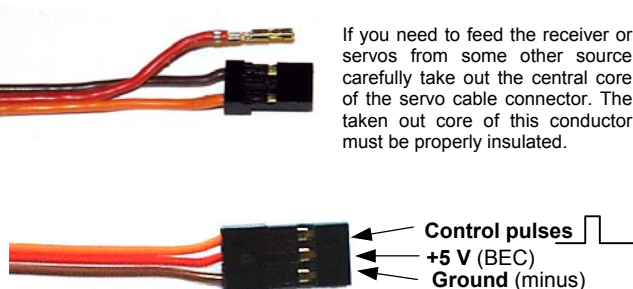 If you need to feed the receiver or
servos from some other source
carefully take out the central core
of the servo cable connector. The
taken out core of this conductor
must be properly insulated.
Control pulses
+5 V (BEC)
Ground (minus)